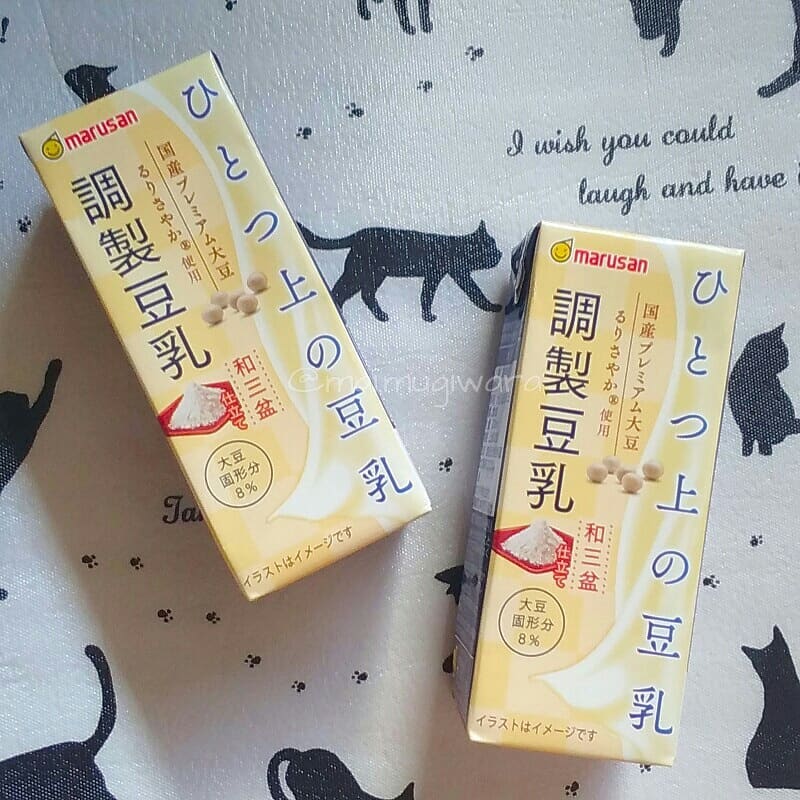 marusan
ひとつ上の豆乳
国産プレミアム大豆
るりさやか®使用
調製豆乳
和三盆
仕立て
大豆
固形分
8%
イラストはイメージです
I wish you could
laugh and have
@maimugiwara
marusan
ひとつ上の豆乳
国産プレミアム大豆
るりさやか®使用
調製豆乳
和三盆
仕立て
大豆
固形分
8%
イラストはイメージです